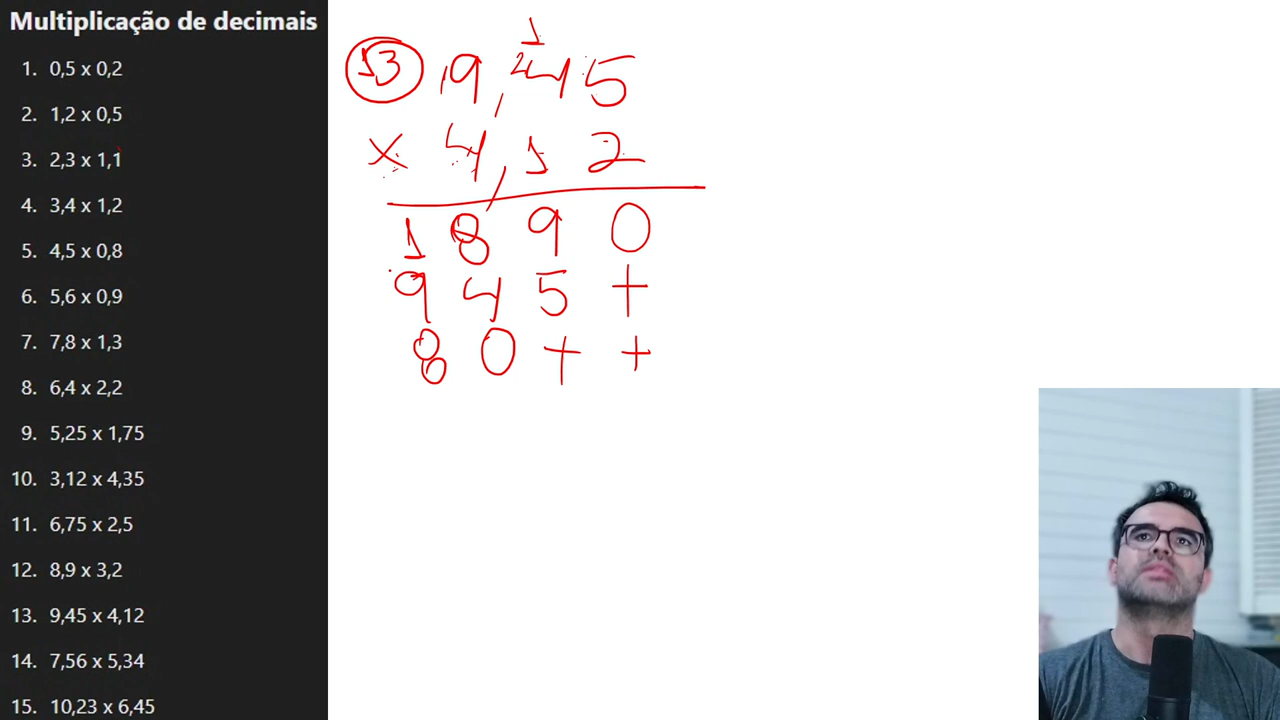 Multiplicação de decimais
1. 0,5 x 0,2
2. 1,2 x 0,5
3. 2,3 x 1,1
4. 3,4 x 1,2
5. 4,5 x 0,8
6. 5,6 x 0,9
7. 7,8 x 1,3
8. 6,4 x 2,2
9. 5,25 x 1,75
10. 3,12 x 4,35
11. 6,75 x 2,5
12. 8,9 x 3,2
13. 9,45 x 4,12
14. 7,56 x 5,34
15. 10,23 x 6,45
1
2
13 9,45
x 4,12
1890
945+
80++